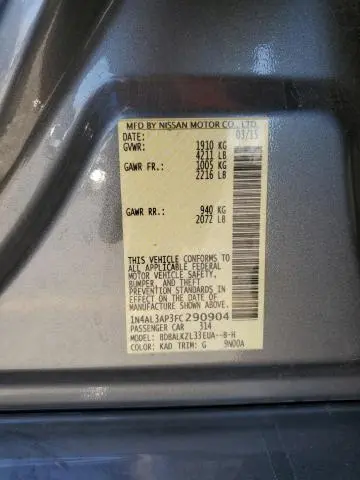 MFD BY NISSAN MOTOR CO., LTD.
DATE: 03/15
GVWR: 1910 KG
4211 LB
GAWR FR: 1005 KG
2216 LB
GAWR RR: 940 KG
2072 LB
THIS VEHICLE CONFORMS TO
ALL APPLICABLE FEDERAL
MOTOR VEHICLE SAFETY,
BUMPER, AND THEFT
PREVENTION STANDARDS IN
EFFECT ON THE DATE OF
MANUFACTURE SHOWN ABOVE.
1N4AL3AP3FC290904
PASSENGER CAR 314
MODEL: BDBALKZL33EUA--B-H
COLOR: KAD TRIM: G 9N00A